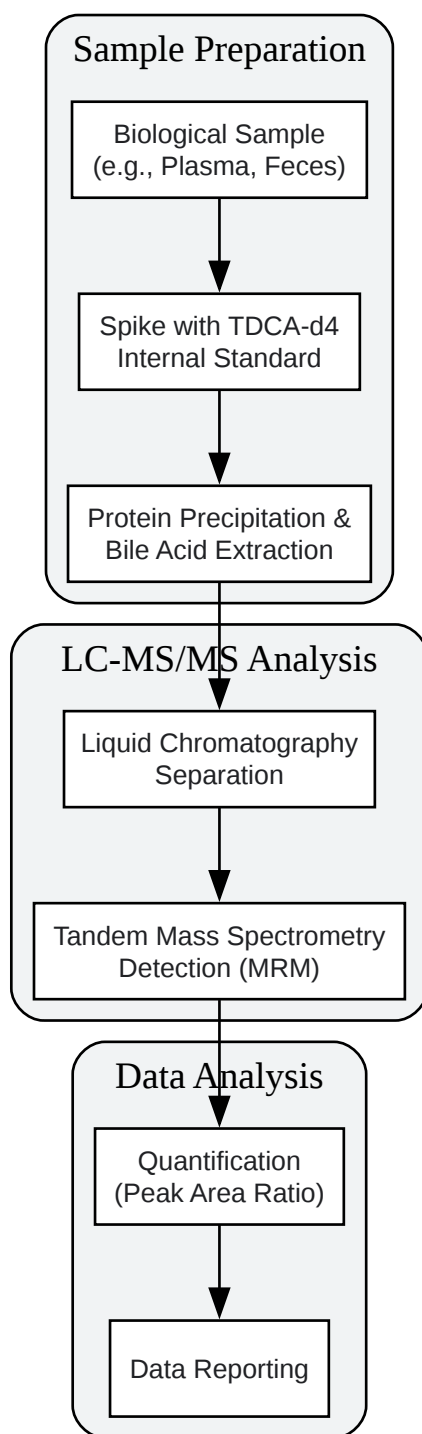 Sample Preparation
Biological Sample
(e.g., Plasma, Feces)
Spike with TDCA-d4
Internal Standard
Protein Precipitation &
Bile Acid Extraction
LC-MS/MS Analysis
Liquid Chromatography
Separation
Tandem Mass Spectrometry
Detection (MRM)
Data Analysis
Quantification
(Peak Area Ratio)
Data Reporting